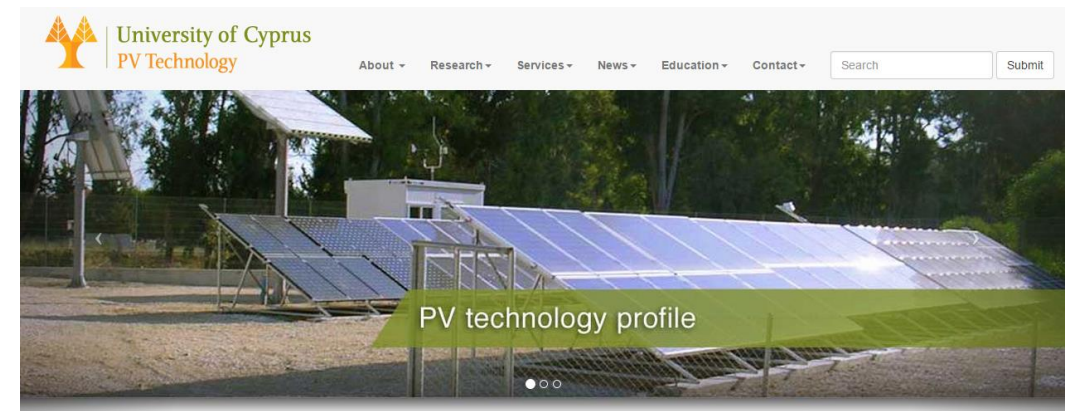 University of Cyprus
PV Technology
About Research Services News Education Contact Search Submit
PV technology profile